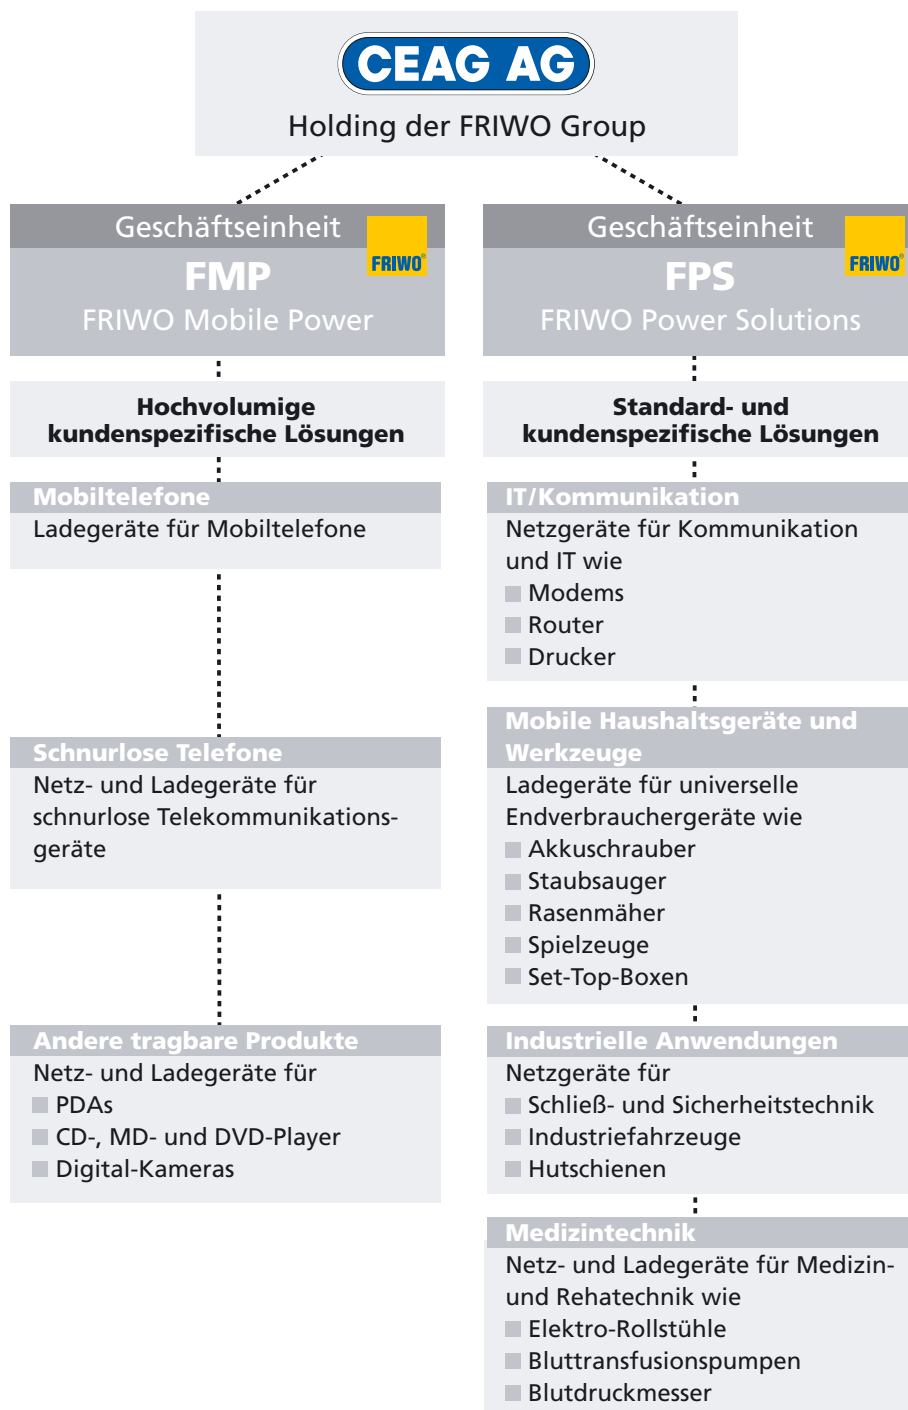 CEAG AG
Holding der FRIWO Group
Geschäftseinheit
FRIWO®
FMP
FRIWO Mobile Power
Hochvolumige
kundenspezifische Lösungen
Mobiltelefone
Ladegeräte für Mobiltelefone
Schnurlose Telefone
Netz- und Ladegeräte für
schnurlose Telekommunikations-
geräte
Andere tragbare Produkte
Netz- und Ladegeräte für
PDAs
CD-, MD- und DVD-Player
Digital-Kameras
Geschäftseinheit
FRIWO®
FPS
FRIWO Power Solutions
Standard- und
kundenspezifische Lösungen
IT/Kommunikation
Netzgeräte für Kommunikation
und IT wie
Modems
Router
Drucker
Mobile Haushaltsgeräte und
Werkzeuge
Ladegeräte für universelle
Endverbrauchergeräte wie
Akkuschrauber
Staubsauger
Rasenmäher
Spielzeuge
Set-Top-Boxen
Industrielle Anwendungen
Netzgeräte für
Schließ- und Sicherheitstechnik
Industriefahrzeuge
Hutschienen
Medizintechnik
Netz- und Ladegeräte für Medizin-
und Rehatechnik wie
Elektro-Rollstühle
Bluttransfusionspumpen
Blutdruckmesser